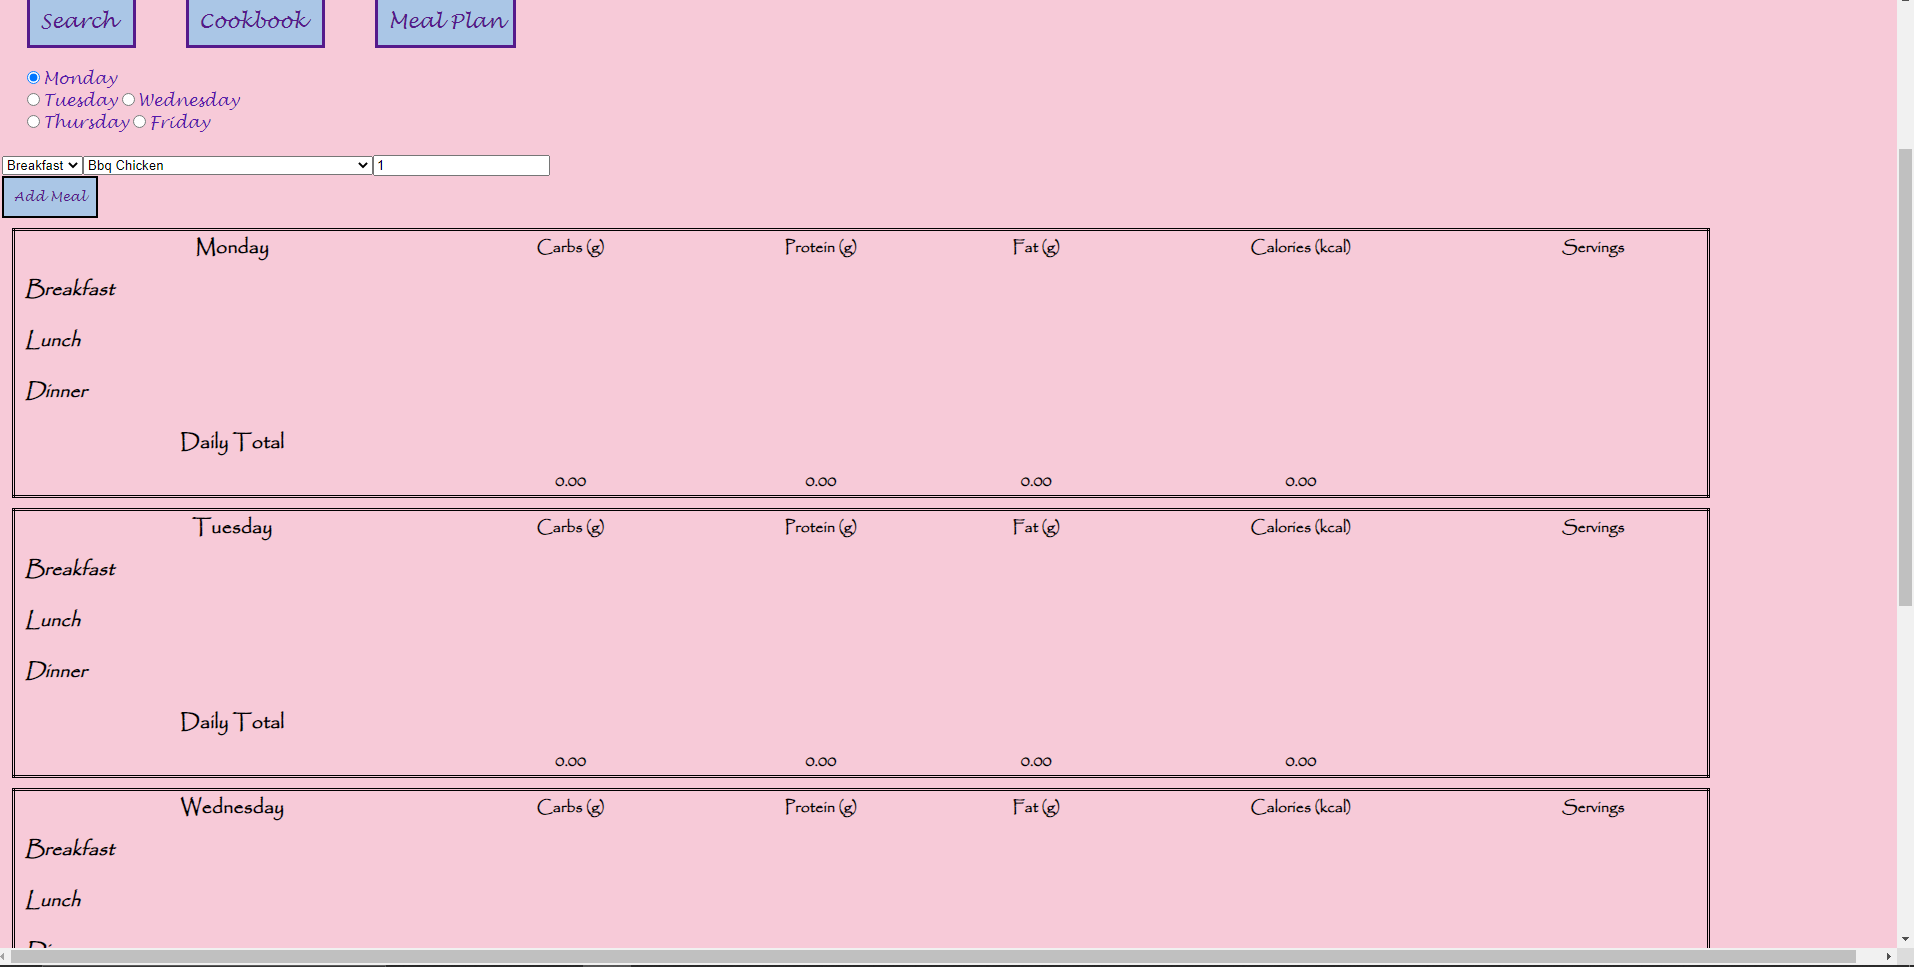 Search Cookbook Meal Plan
Monday
Tuesday Wednesday
Thursday Friday
Breakfast Bbq Chicken 1
Add Meal
Monday Carbs (g) Protein (g) Fat (g) Calories (kcal) Servings
Breakfast
Lunch
Dinner
Daily Total
0.00 0.00 0.00 0.00
Tuesday Carbs (g) Protein (g) Fat (g) Calories (kcal) Servings
Breakfast
Lunch
Dinner
Daily Total
0.00 0.00 0.00 0.00
Wednesday Carbs (g) Protein (g) Fat (g) Calories (kcal) Servings
Breakfast
Lunch